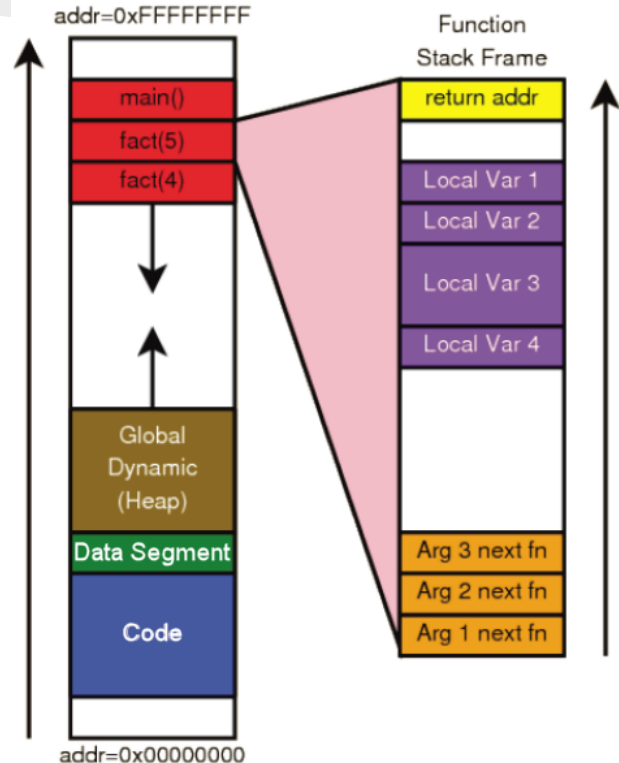 addr=0xFFFFFFFF
main()
fact(5)
fact(4)
Global
Dynamic
(Heap)
Data Segment
Code
addr=0x00000000
Function
Stack Frame
return addr
Local Var 1
Local Var 2
Local Var 3
Local Var 4
Arg 3 next fn
Arg 2 next fn
Arg 1 next fn